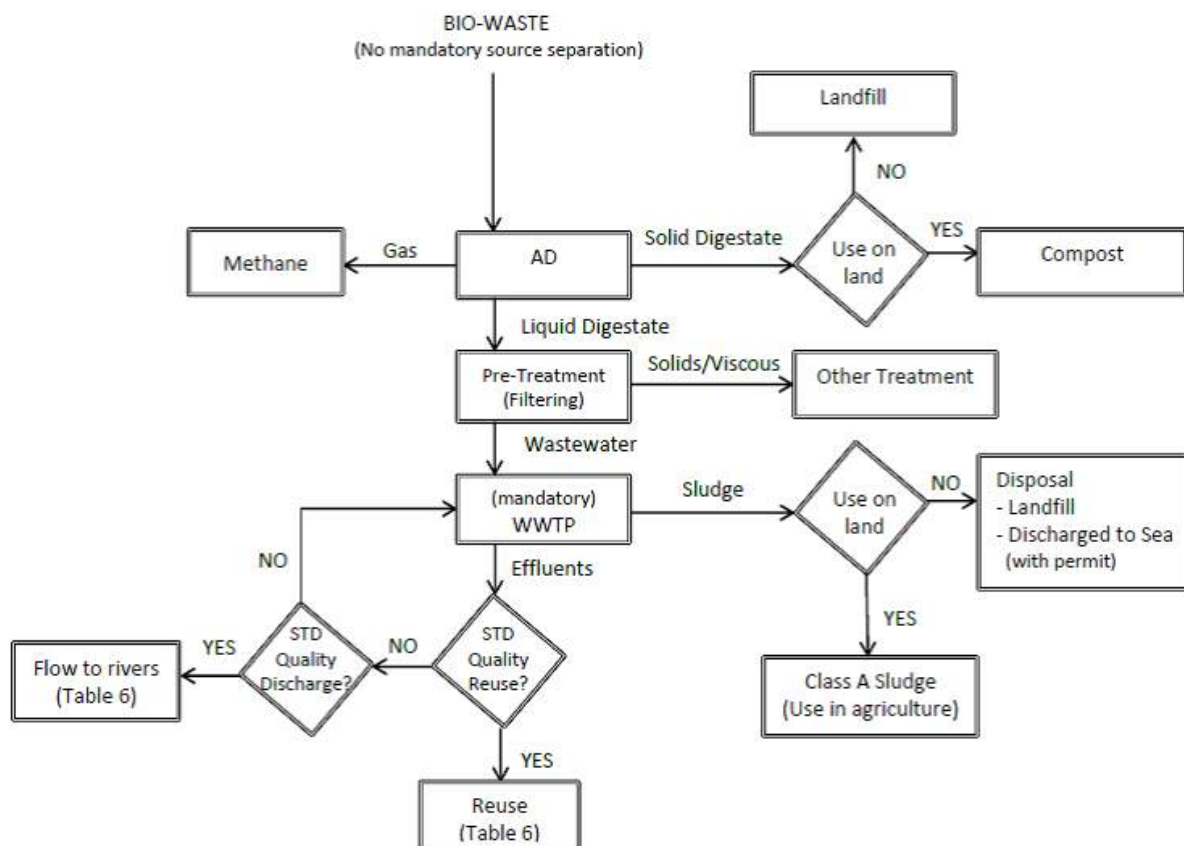 BIO-WASTE
(No mandatory source separation)
Landfill
NO
Methane
Gas
AD
Solid Digestate
Use on
land
YES
Compost
Liquid Digestate
Pre-Treatment
(Filtering)
Solids/Viscous
Other Treatment
Wastewater
(mandatory)
WWTP
Sludge
Use on
land
NO
Disposal
- Landfill
- Discharged to Sea
(with permit)
YES
Class A Sludge
(Use in agriculture)
Effluents
STD
Quality
Reuse?
NO
STD
Quality
Discharge?
NO
YES
Flow to rivers
(Table 6)
YES
Reuse
(Table 6)